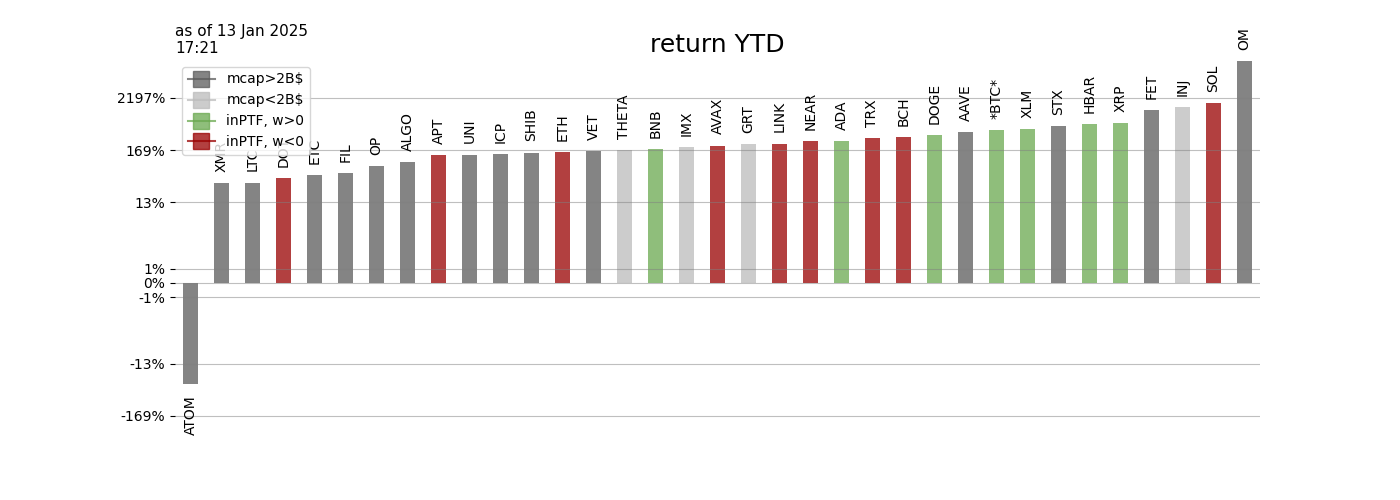 as of 13 Jan 2025
17:21
return YTD
mcap>2B$
mcap<2B$
inPTF, w>0
inPTF, w<0
2197%
169%
13%
1%
0%
-1%
-13%
-169%
ATOM
XMR
LTC
ETC
FIL
OP
ALGO
APT
UNI
ICP
SHIB
ETH
VET
THETA
BNB
IMX
AVAX
GRT
LINK
NEAR
ADA
TRX
BCH
DOGE
AAVE
*BTC*
XLM
STX
HBAR
XRP
FET
INJ
SOL
OM